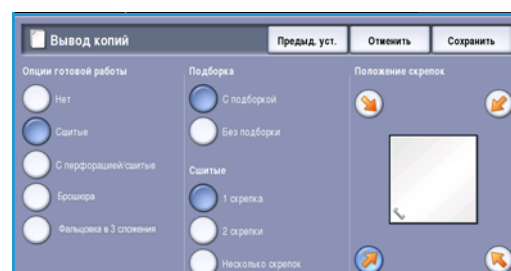 Вывод копий
Предыд. уст.
Отменить
Сохранить
Опции готовой работы
Нет
Сшитые
С перфорацией/сшитые
Брошюра
Фальцовка в 3 сложения
Подборка
С подборкой
Без подборки
Сшитые
1 скрепка
2 скрепки
Несколько скрепок
Положение скрепок